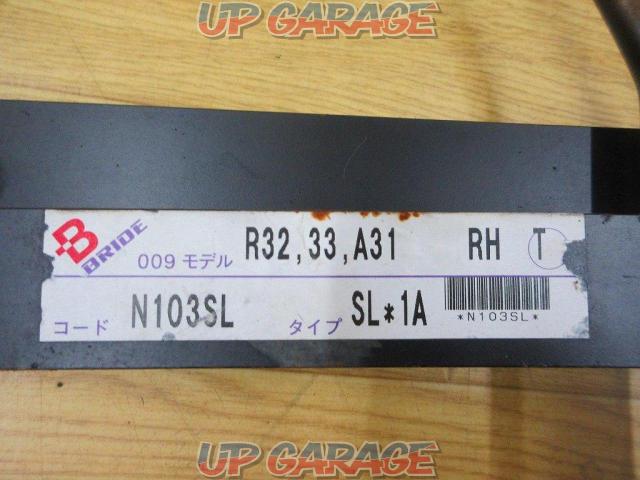 UP GARAGE
BRIDE 009 モデル R32,33,A31 RH T
コード N103SL タイプ SL*1A
*N103SL*
UP GARAGE